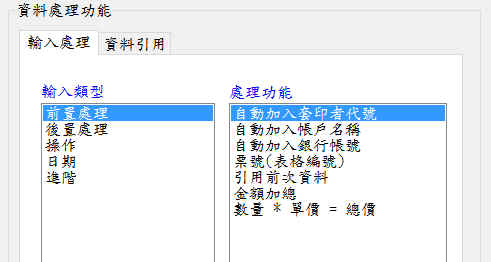 資料處理功能
輸入處理 資料引用
輸入類型
前置處理
後置處理
操作
日期
進階
處理功能
自動加入套印者代號
自動加入帳戶名稱
自動加入銀行帳號
票號(表格編號)
引用前次資料
金額加總
數量 * 單價 = 總價